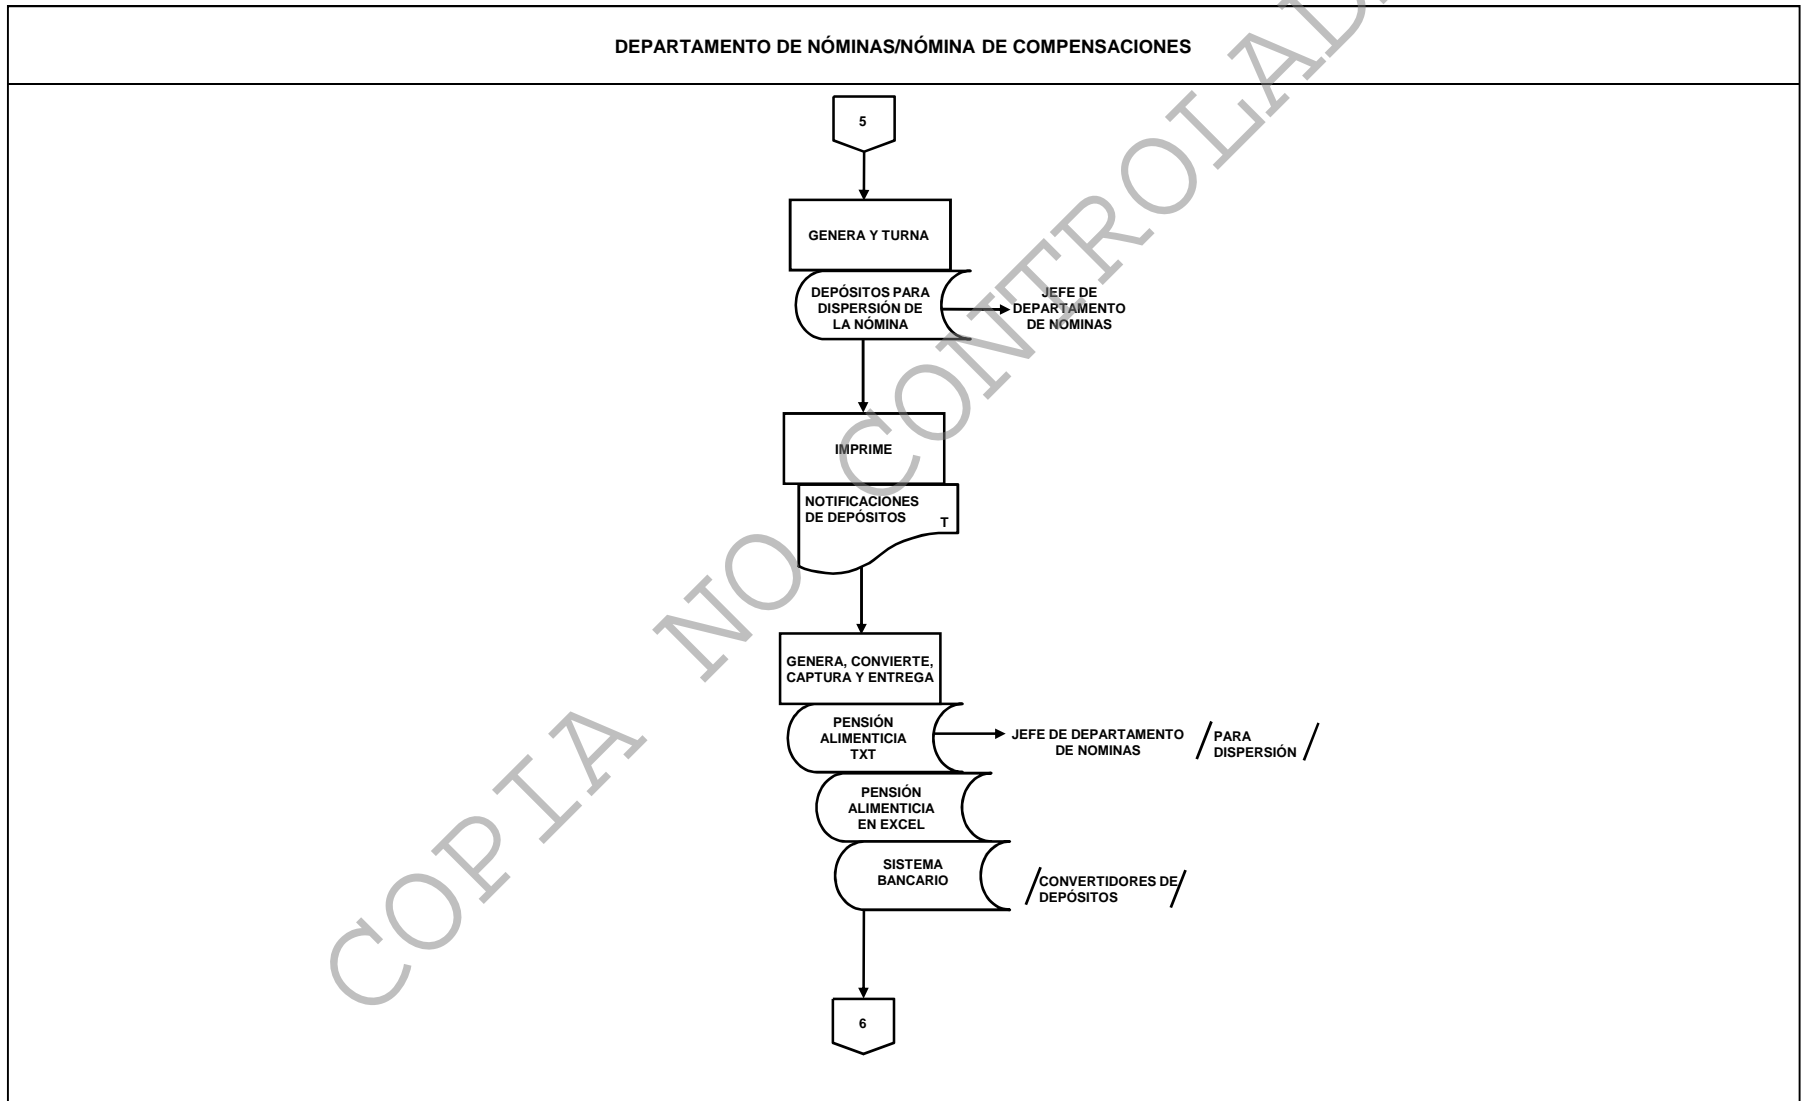 DEPARTAMENTO DE NÓMINAS/NÓMINA DE COMPENSACIONES
5
GENERA Y TURNA
DEPÓSITOS PARA
DISPERSIÓN DE
LA NÓMINA
JEFE DE
DEPARTAMENTO
DE NOMINAS
IMPRIME
NOTIFICACIONES
DE DEPÓSITOS
T
GENERA, CONVIERTE,
CAPTURA Y ENTREGA
PENSIÓN
ALIMENTICIA
TXT
JEFE DE DEPARTAMENTO
DE NOMINAS
PARA
DISPERSIÓN
PENSIÓN
ALIMENTICIA
EN EXCEL
SISTEMA
BANCARIO
CONVERTIDORES DE
DEPÓSITOS
6
COPIA NO CONTROLAD